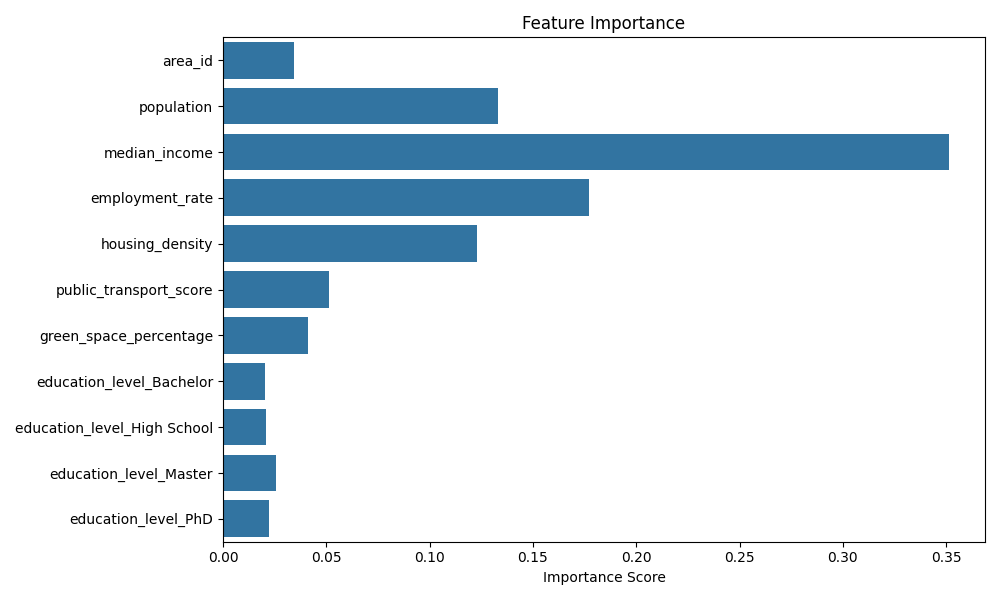 Feature Importance
area_id
population
median_income
employment_rate
housing_density
public_transport_score
green_space_percentage
education_level_Bachelor
education_level_High School
education_level_Master
education_level_PhD
0.00 0.05 0.10 0.15 0.20 0.25 0.30 0.35
Importance Score